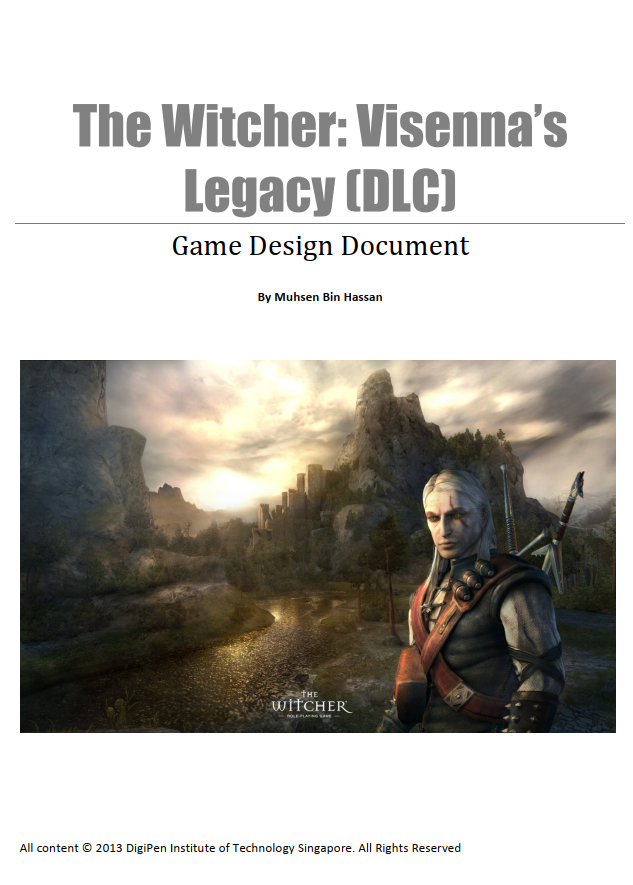 The Witcher: Visenna’s
Legacy (DLC)
Game Design Document
By Muhsen Bin Hassan
THE
WITCHER
ROLE-PLAYING GAME
All content © 2013 DigiPen Institute of Technology Singapore. All Rights Reserved